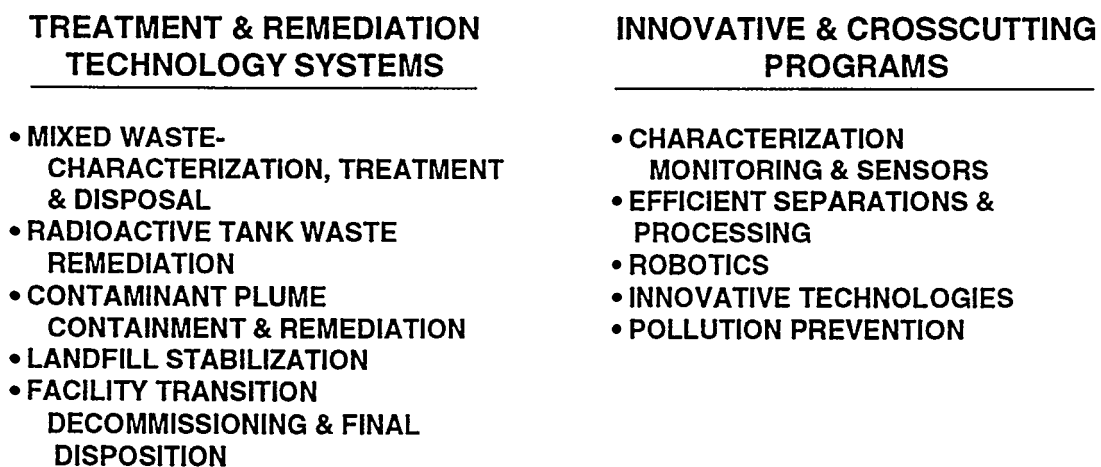 TREATMENT & REMEDIATION
TECHNOLOGY SYSTEMS
• MIXED WASTE-
CHARACTERIZATION, TREATMENT
& DISPOSAL
• RADIOACTIVE TANK WASTE
REMEDIATION
• CONTAMINANT PLUME
CONTAINMENT & REMEDIATION
• LANDFILL STABILIZATION
• FACILITY TRANSITION
DECOMMISSIONING & FINAL
DISPOSITION
INNOVATIVE & CROSSCUTTING
PROGRAMS
• CHARACTERIZATION
MONITORING & SENSORS
• EFFICIENT SEPARATIONS &
PROCESSING
• ROBOTICS
• INNOVATIVE TECHNOLOGIES
• POLLUTION PREVENTION